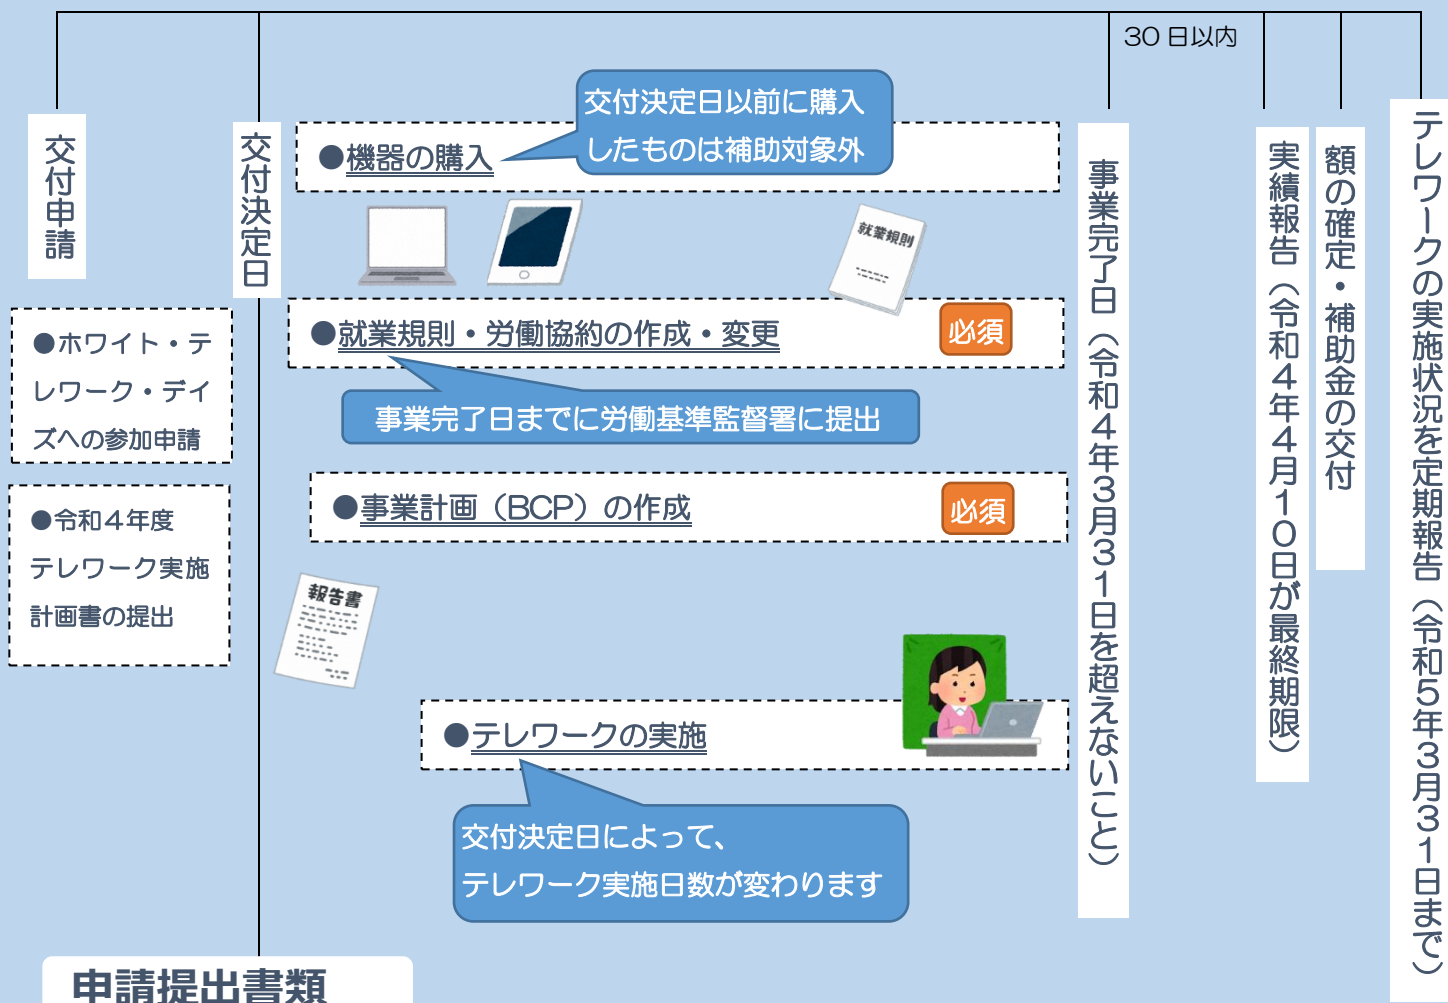 30日以内
交付申請
●ホワイト・テ
レワーク・デイ
ズへの参加申請
●令和4年度
テレワーク実施
計画書の提出
交付決定日
●機器の購入
交付決定日以前に購入
したものは補助対象外
就業規則
●就業規則・労働協約の作成・変更
必須
事業完了日までに労働基準監督署に提出
●事業計画（BCP）の作成
必須
報告書
●テレワークの実施
交付決定日によって、
テレワーク実施日数が変わります
事業完了日（令和4年3月31日を超えないこと）
実績報告（令和4年4月10日が最終期限）
額の確定・補助金の交付
テレワークの実施状況を定期報告（令和5年3月31日まで）
申請提出書類